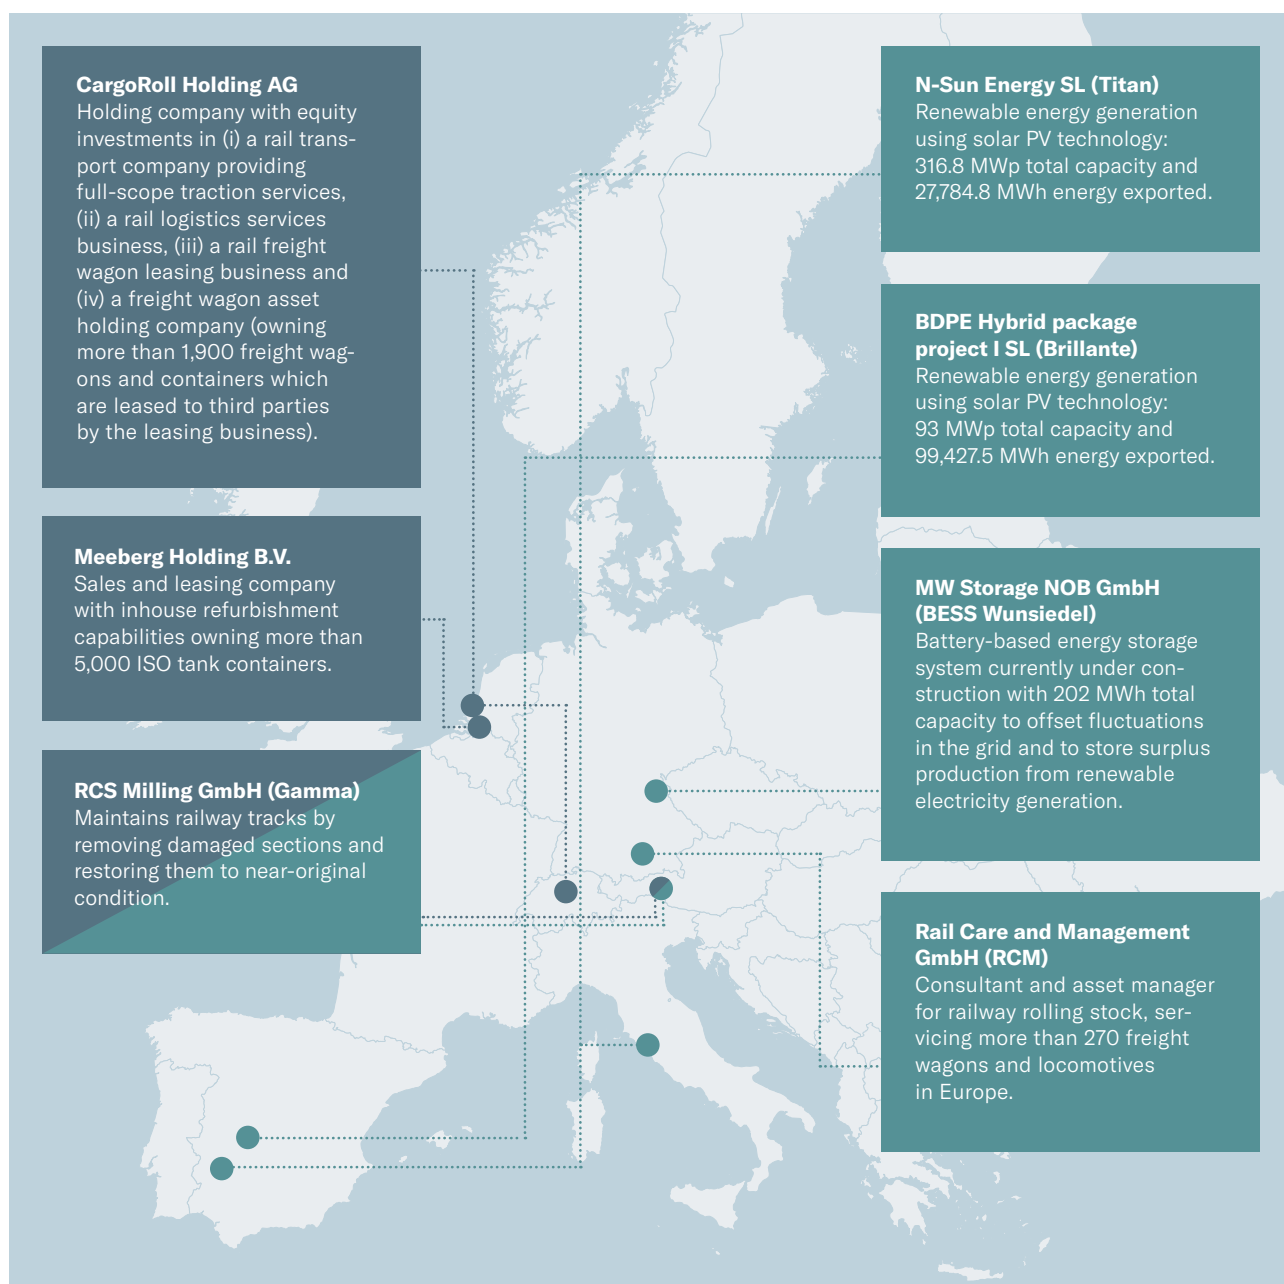 CargoRoll Holding AG
Holding company with equity
investments in (i) a rail trans-
port company providing
full-scope traction services,
(ii) a rail logistics services
business, (iii) a rail freight
wagon leasing business and
(iv) a freight wagon asset
holding company (owning
more than 1,900 freight wag-
ons and containers which
are leased to third parties
by the leasing business).
Meeberg Holding B.V.
Sales and leasing company
with inhouse refurbishment
capabilities owning more than
5,000 ISO tank containers.
RCS Milling GmbH (Gamma)
Maintains railway tracks by
removing damaged sections and
restoring them to near-original
condition.
N-Sun Energy SL (Titan)
Renewable energy generation
using solar PV technology:
316.8 MWp total capacity and
27,784.8 MWh energy exported.
BDPE Hybrid package
project I SL (Brillante)
Renewable energy generation
using solar PV technology:
93 MWp total capacity and
99,427.5 MWh energy exported.
MW Storage NOB GmbH
(BESS Wunsiedel)
Battery-based energy storage
system currently under con-
struction with 202 MWh total
capacity to offset fluctuations
in the grid and to store surplus
production from renewable
electricity generation.
Rail Care and Management
GmbH (RCM)
Consultant and asset manager
for railway rolling stock, ser-
vicing more than 270 freight
wagons and locomotives
in Europe.